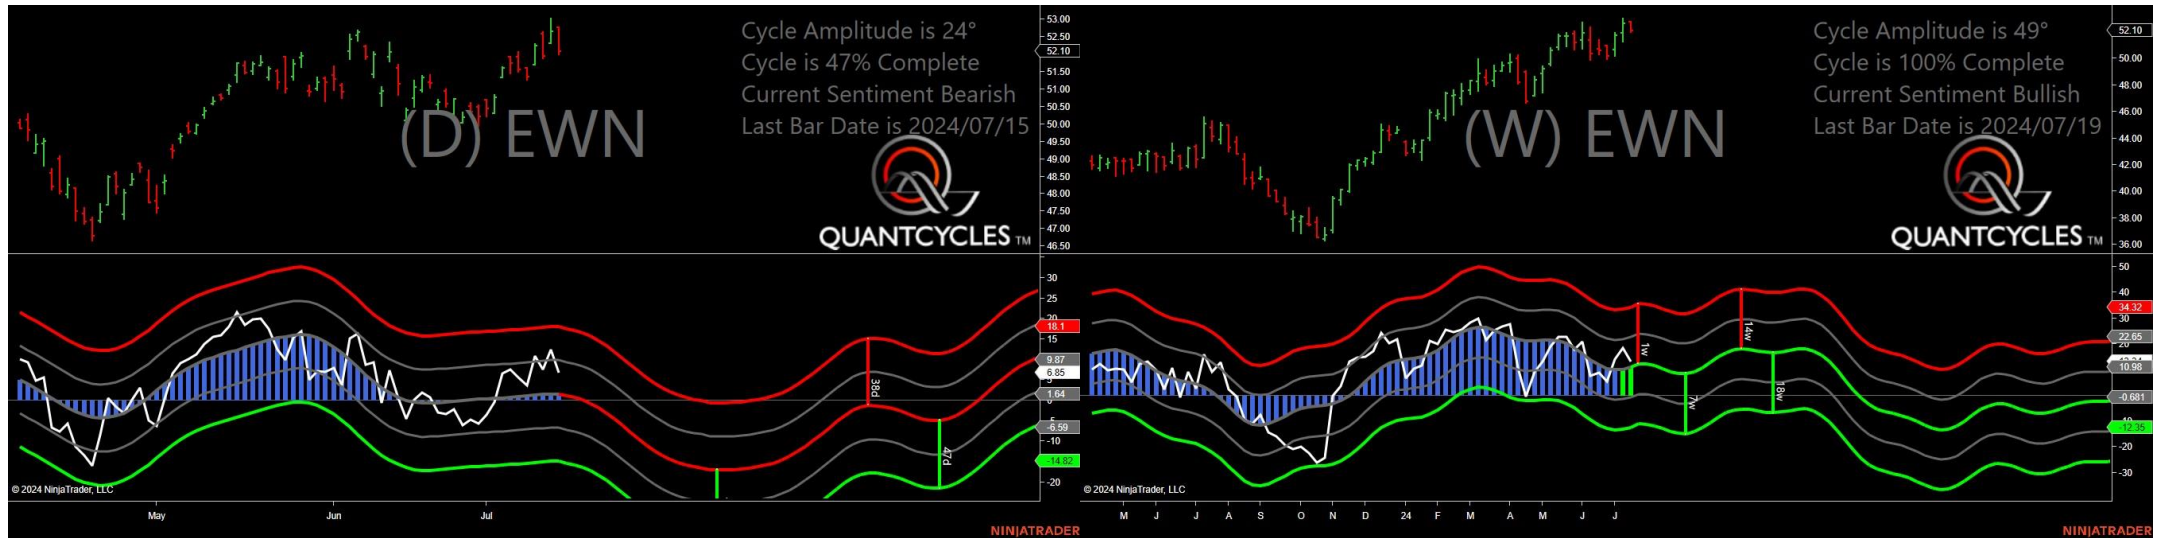 Cycle Amplitude is 24°
Cycle is 47% Complete
Current Sentiment Bearish
Last Bar Date is 2024/07/15
(D) EWN
QUANTCYCLES TM
53.00
52.50
52.10
51.50
51.00
50.50
50.00
49.50
49.00
48.50
48.00
47.50
47.00
46.50
30
25
20
18.1
15
9.87
6.85
5
1.64
0
-5
-6.59
-10
-14.82
-20
38d
47d
© 2024 NinjaTrader, LLC
May Jun Jul
NINJATRADER
Cycle Amplitude is 49°
Cycle is 100% Complete
Current Sentiment Bullish
Last Bar Date is 2024/07/19
(W) EWN
QUANTCYCLES TM
52.10
50.00
48.00
46.00
44.00
42.00
40.00
38.00
36.00
50
40
34.32
30
22.65
20
10.98
-0.681
-10
-12.35
-20
-30
1w
7w
14w
18w
© 2024 NinjaTrader, LLC
M J J A S O N D 24 F M A M J J
NINJATRADER